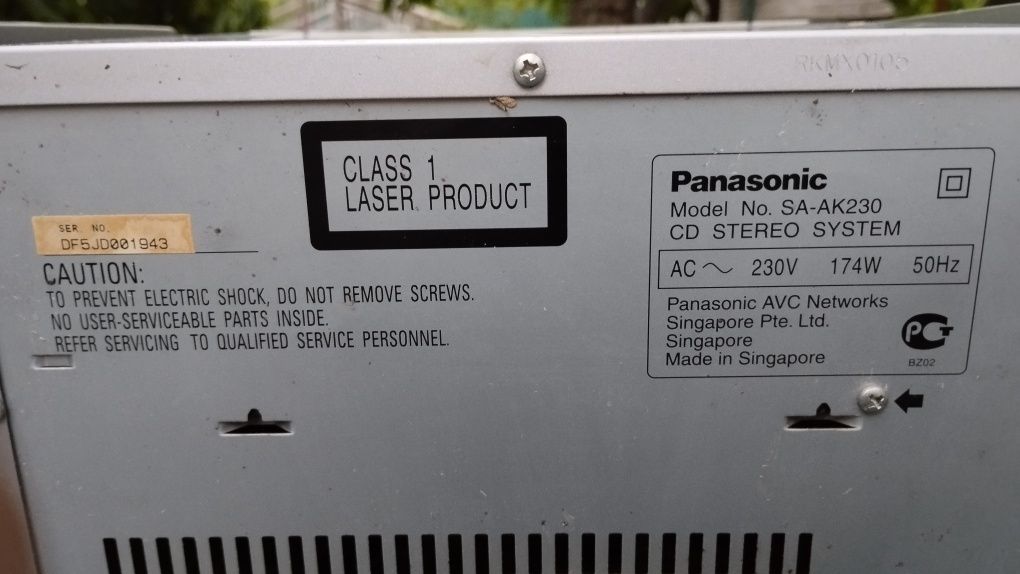 RKMX0105
CLASS 1
LASER PRODUCT
SER. NO.
DF5JD001943
CAUTION:
TO PREVENT ELECTRIC SHOCK, DO NOT REMOVE SCREWS.
NO USER-SERVICEABLE PARTS INSIDE.
REFER SERVICING TO QUALIFIED SERVICE PERSONNEL.
Panasonic
Model No. SA-AK230
CD STEREO SYSTEM
AC ~ 230V 174W 50Hz
Panasonic AVC Networks
Singapore Pte. Ltd.
Singapore
Made in Singapore
РСТ
BZ02